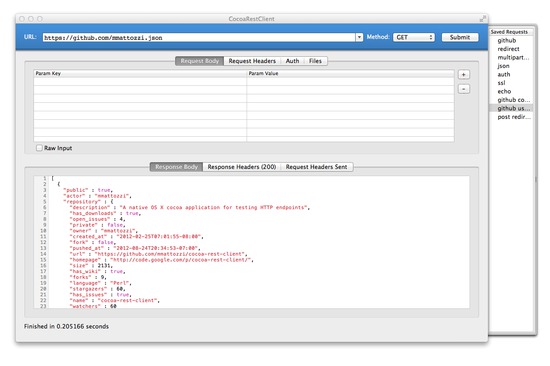 CocoaRestClient
URL: https://github.com/mmattozzi.json Method: GET Submit
Request Body Request Headers Auth Files
Param Key Param Value
+
-
Raw Input
Response Body Response Headers (200) Request Headers Sent
1 [
2 {
3 "public" : true,
4 "actor" : "mmattozzi",
5 "repository" : {
6 "description" : "A native OS X cocoa application for testing HTTP endpoints",
7 "has_downloads" : true,
8 "open_issues" : 4,
9 "private" : false,
10 "owner" : "mmattozzi",
11 "created_at" : "2012-02-25T07:01:55-08:00",
12 "fork" : false,
13 "pushed_at" : "2012-08-24T20:34:53-07:00",
14 "url" : "https://github.com/mmattozzi/cocoa-rest-client",
15 "homepage" : "http://code.google.com/p/cocoa-rest-client/",
16 "size" : 2131,
17 "has_wiki" : true,
18 "forks" : 9,
19 "language" : "Perl",
20 "stargazers" : 60,
21 "has_issues" : true,
22 "name" : "cocoa-rest-client",
23 "watchers" : 60
Finished in 0.205166 seconds
Saved Requests
github
redirect
multipart...
json
auth
ssl
echo
github co...
github us...
post redir...